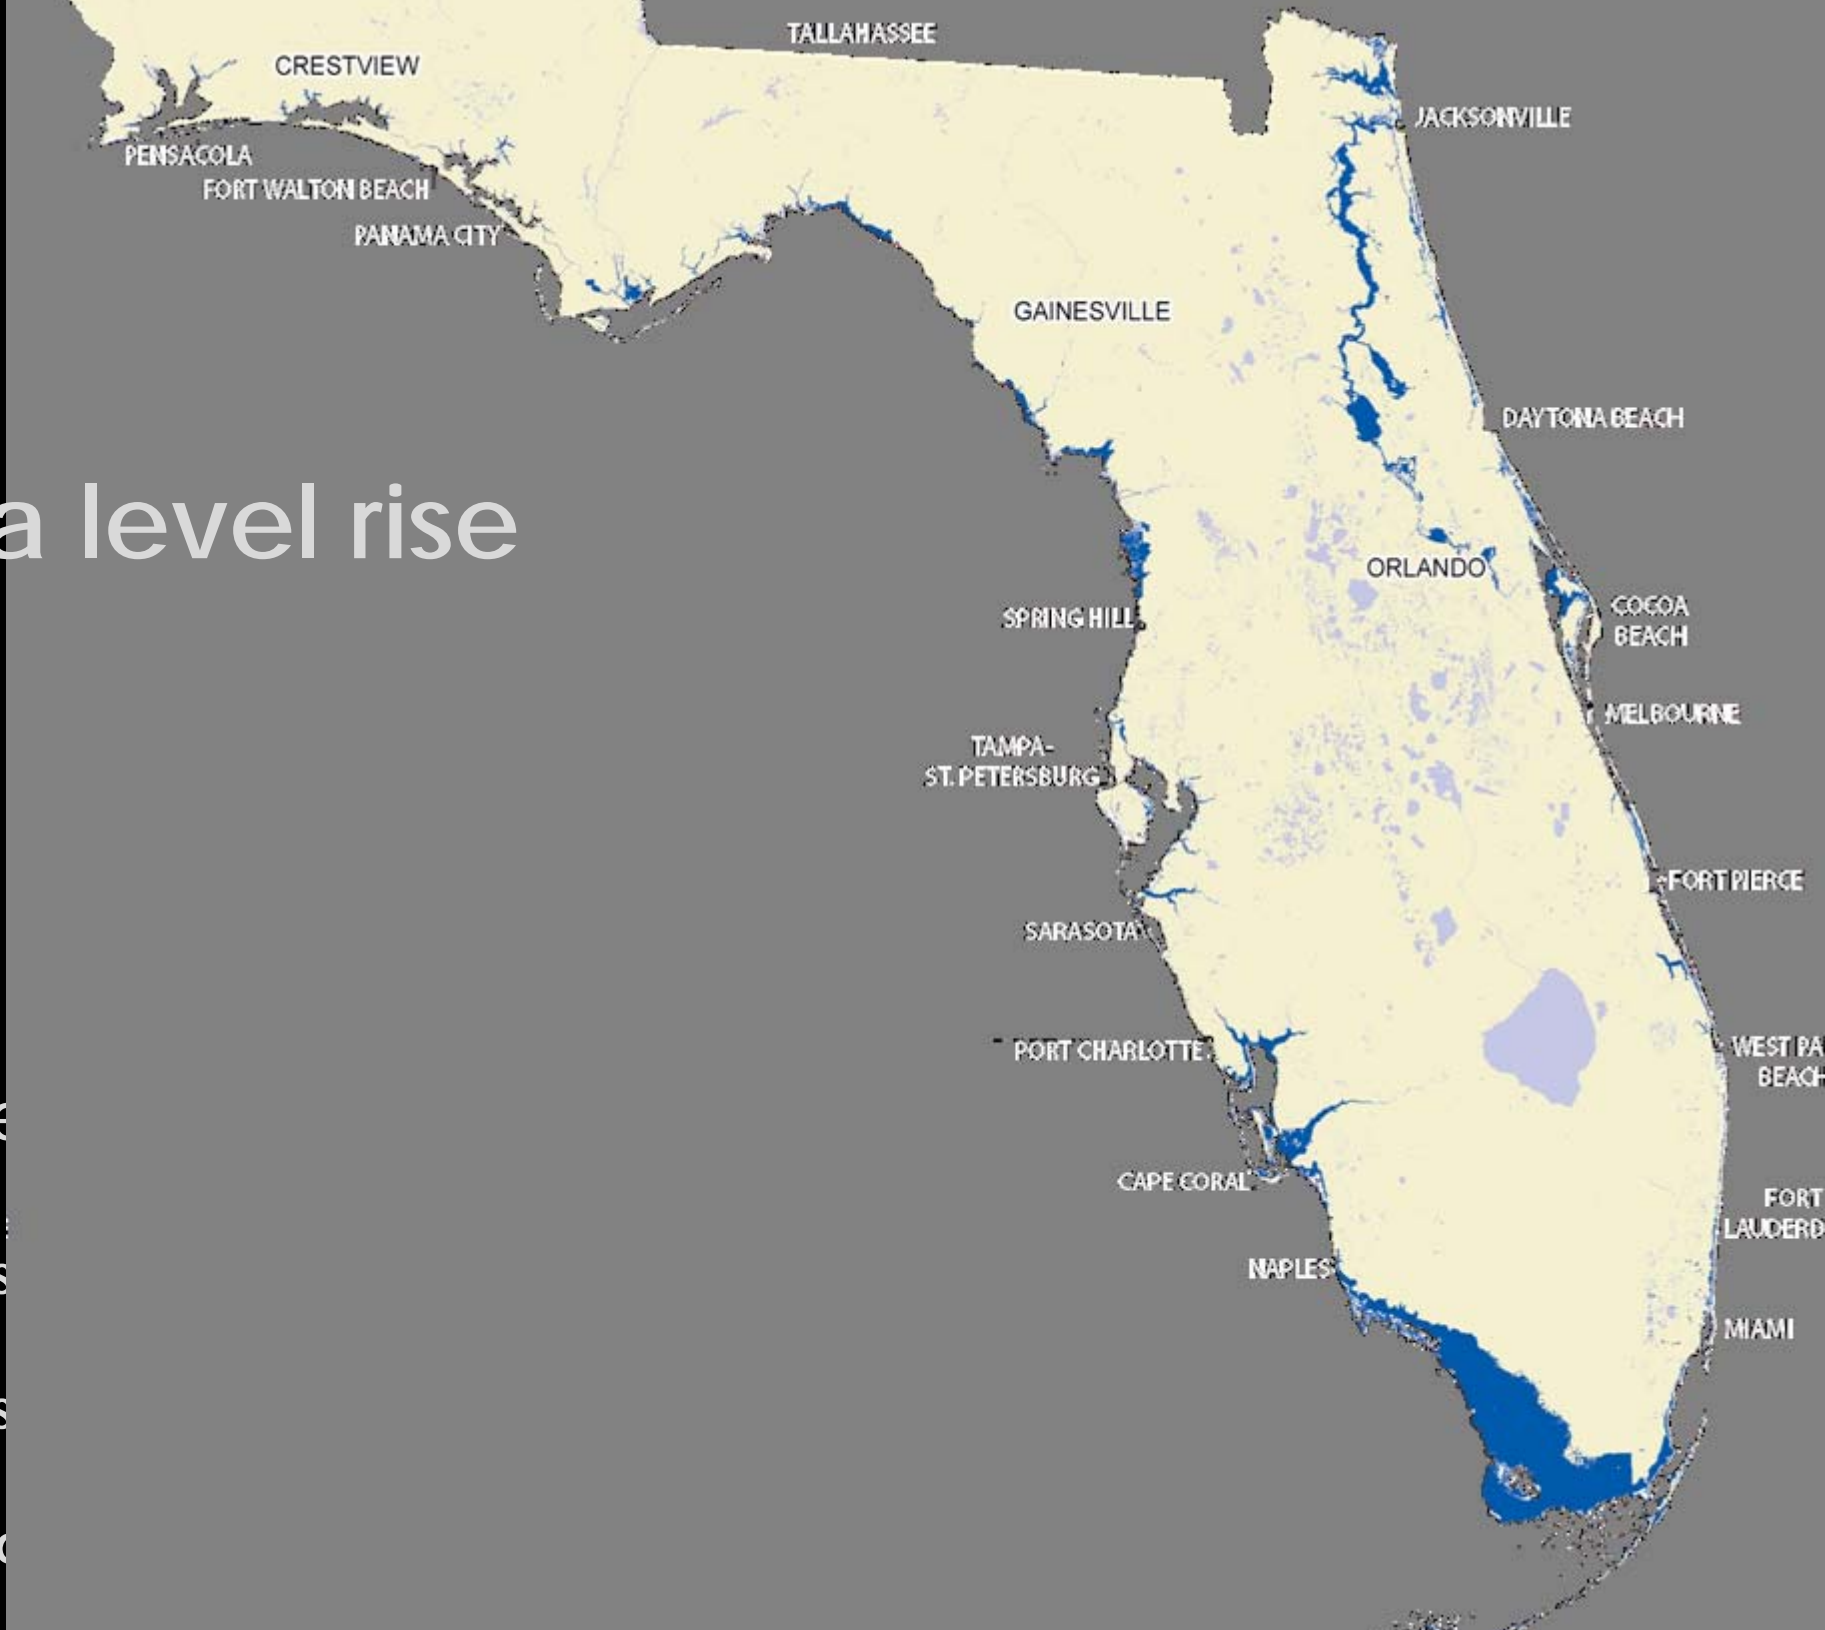 TALLAHASSEE
CRESTVIEW
JACKSONVILLE
PENSACOLA
FORT WALTON BEACH
PANAMA CITY
GAINESVILLE
DAYTONA BEACH
a level rise
ORLANDO
COCOA
BEACH
SPRING HILL
MELBOURNE
TAMPA-
ST. PETERSBURG
FORT PIERCE
SARASOTA
WEST PA
BEACH
PORT CHARLOTTE
CAPE CORAL
FORT
LAUDERD
NAPLES
MIAMI